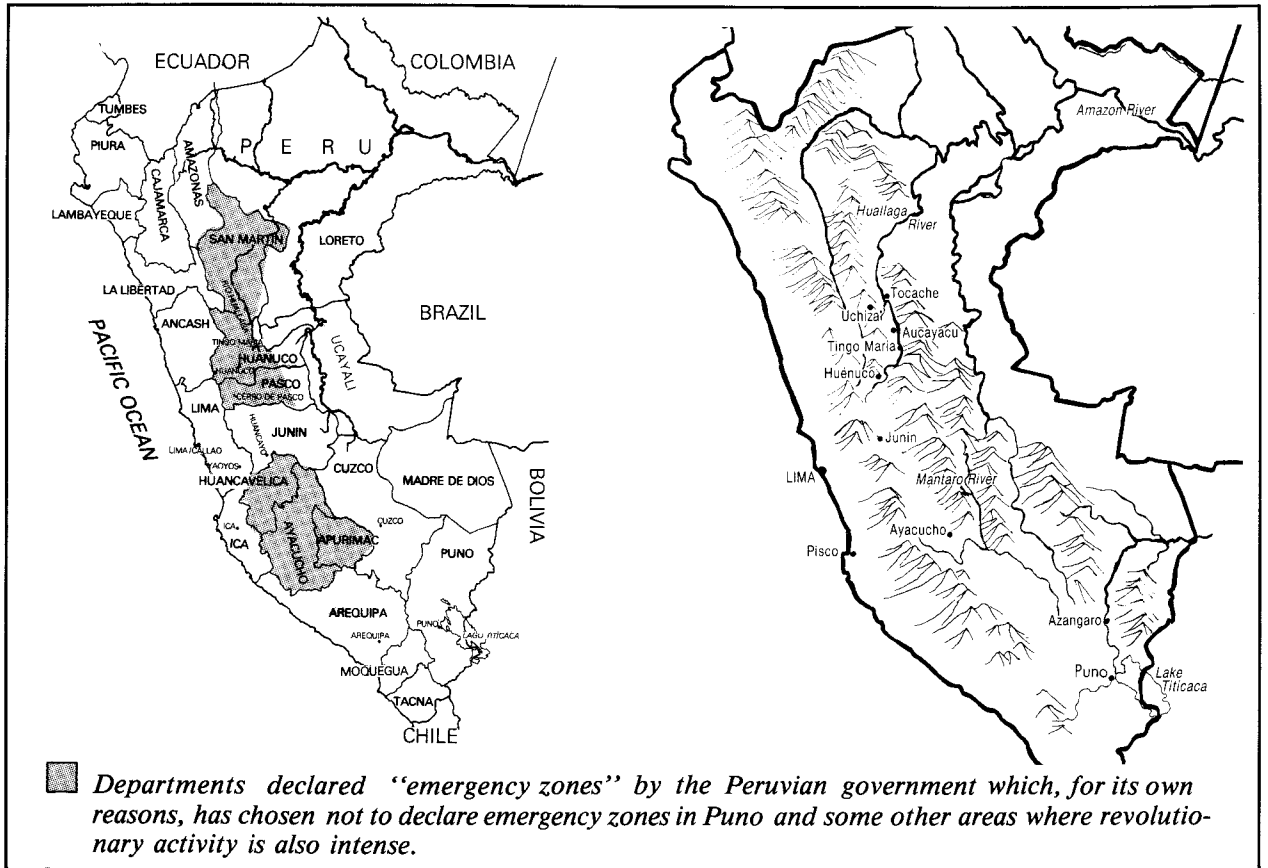 ECUADOR
COLOMBIA
TUMBES
PIURA
P E R U
AMAZONAS
CAJAMARCA
LAMBAYEQUE
SAN MARTIN
LORETO
LA LIBERTAD
BRAZIL
ANCASH
TINGO MARIA
HUANUCO
HUANUCO
UCAYALI
PACIFIC OCEAN
PASCO
CERRO DE PASCO
LIMA
JUNIN
HUANCAYO
LIMA/CALLAO
CUZCO
YAOYOS
MADRE DE DIOS
HUANCAVELICA
BOLIVIA
CUZCO
ICA
ICA
AYACUCHO
APURIMAC
PUNO
AREQUIPA
PUNO
AREQUIPA
MOQUEGUA
TACNA
CHILE
Amazon River
Huallaga
River
Tocache
Uchiza
Aucayacu
Tingo Maria
Huénuco
Junin
LIMA
Mantaro River
Ayacucho
Pisco
Azangaro
Puno
Lake
Titicaca
Departments declared "emergency zones" by the Peruvian government which, for its own
reasons, has chosen not to declare emergency zones in Puno and some other areas where revolutio-
nary activity is also intense.